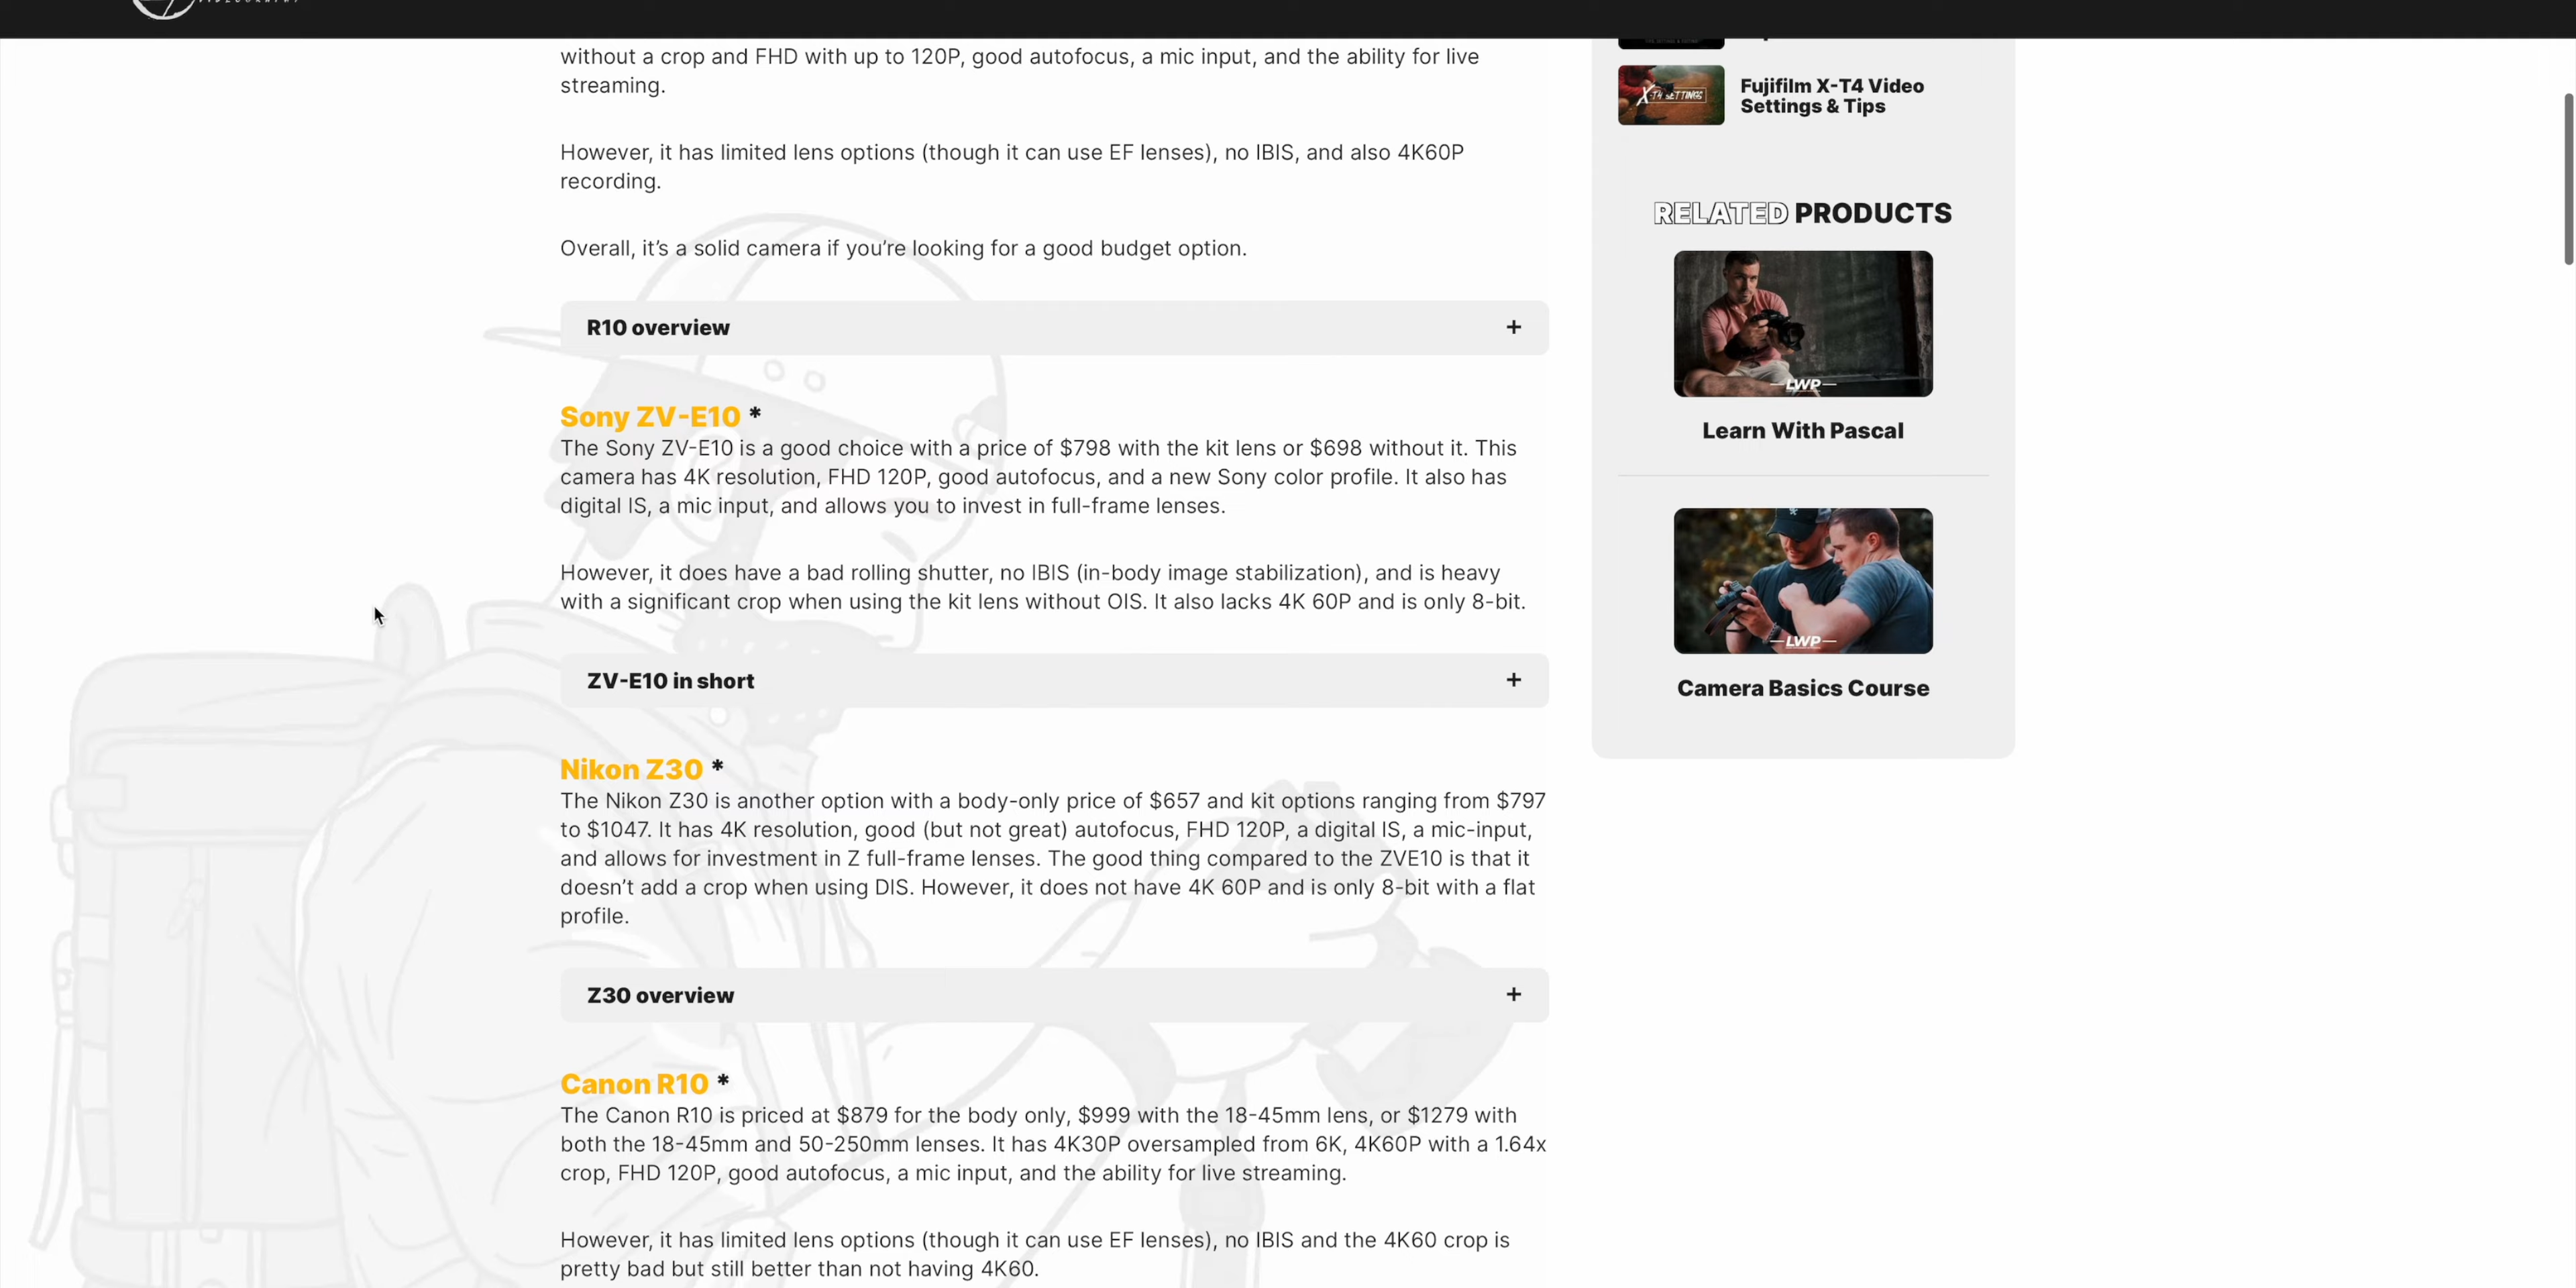 without a crop and FHD with up to 120P, good autofocus, a mic input, and the ability for live
streaming.
However, it has limited lens options (though it can use EF lenses), no IBIS, and also 4K60P
recording.
Overall, it's a solid camera if you're looking for a good budget option.
R10 overview +
Sony ZV-E10 *
The Sony ZV-E10 is a good choice with a price of $798 with the kit lens or $698 without it. This
camera has 4K resolution, FHD 120P, good autofocus, and a new Sony color profile. It also has
digital IS, a mic input, and allows you to invest in full-frame lenses.
However, it does have a bad rolling shutter, no IBIS (in-body image stabilization), and is heavy
with a significant crop when using the kit lens without OIS. It also lacks 4K 60P and is only 8-bit.
ZV-E10 in short +
Nikon Z30 *
The Nikon Z30 is another option with a body-only price of $657 and kit options ranging from $797
to $1047. It has 4K resolution, good (but not great) autofocus, FHD 120P, a digital IS, a mic-input,
and allows for investment in Z full-frame lenses. The good thing compared to the ZVE10 is that it
doesn't add a crop when using DIS. However, it does not have 4K 60P and is only 8-bit with a flat
profile.
Z30 overview +
Canon R10 *
The Canon R10 is priced at $879 for the body only, $999 with the 18-45mm lens, or $1279 with
both the 18-45mm and 50-250mm lenses. It has 4K30P oversampled from 6K, 4K60P with a 1.64x
crop, FHD 120P, good autofocus, a mic input, and the ability for live streaming.
However, it has limited lens options (though it can use EF lenses), no IBIS and the 4K60 crop is
pretty bad but still better than not having 4K60.
X-T4 SETTINGS
Fujifilm X-T4 Video
Settings & Tips
RELATED PRODUCTS
LWP
Learn With Pascal
LWP
Camera Basics Course